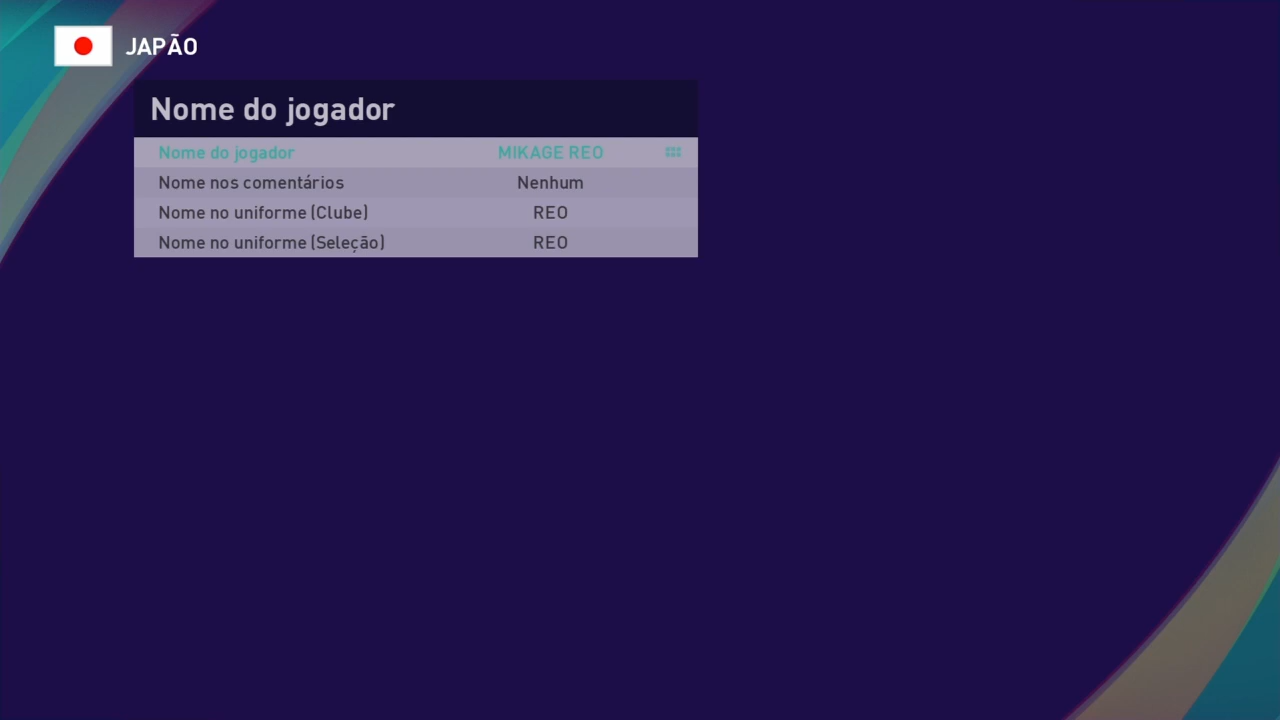 JAPÃO
Nome do jogador
Nome do jogador MIKAGE REO
Nome nos comentários Nenhum
Nome no uniforme (Clube) REO
Nome no uniforme (Seleção) REO